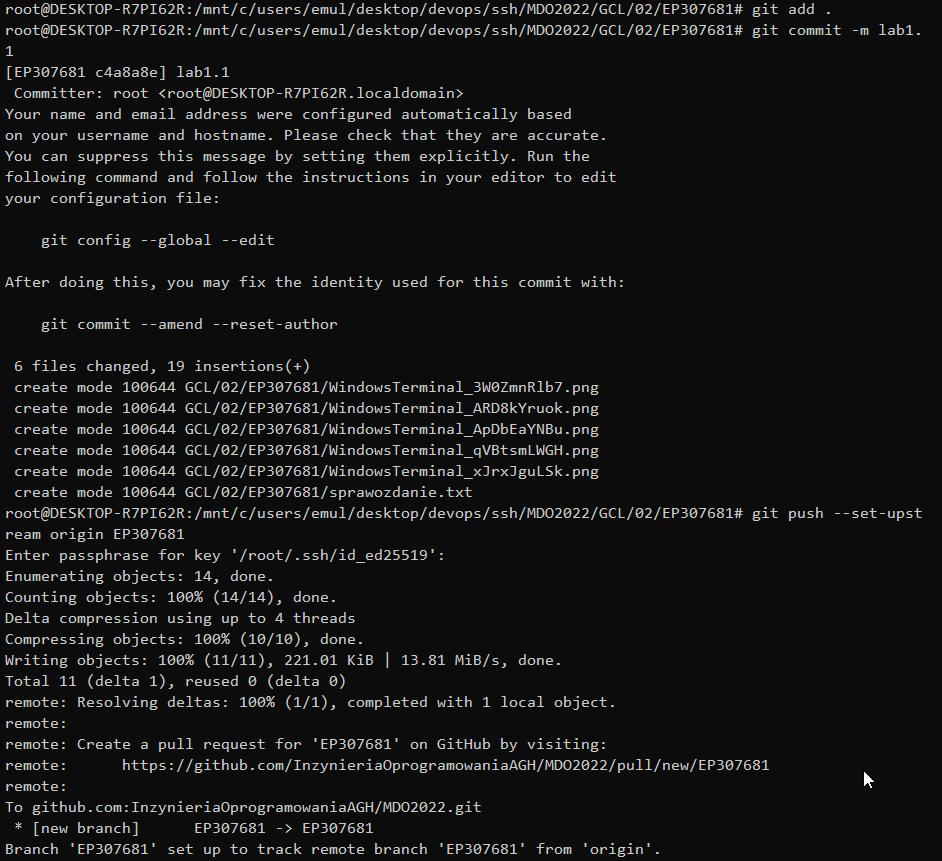 root@DESKTOP-R7PI62R:/mnt/c/users/emul/desktop/devops/ssh/MDO2022/GCL/02/EP307681# git add .
root@DESKTOP-R7PI62R:/mnt/c/users/emul/desktop/devops/ssh/MDO2022/GCL/02/EP307681# git commit -m lab1.
1
[EP307681 c4a8a8e] lab1.1
 Committer: root <root@DESKTOP-R7PI62R.localdomain>
Your name and email address were configured automatically based
on your username and hostname. Please check that they are accurate.
You can suppress this message by setting them explicitly. Run the
following command and follow the instructions in your editor to edit
your configuration file:

    git config --global --edit

After doing this, you may fix the identity used for this commit with:

    git commit --amend --reset-author

 6 files changed, 19 insertions(+)
 create mode 100644 GCL/02/EP307681/WindowsTerminal_3W0ZmnRlb7.png
 create mode 100644 GCL/02/EP307681/WindowsTerminal_ARD8kYruok.png
 create mode 100644 GCL/02/EP307681/WindowsTerminal_ApDbEaYNBu.png
 create mode 100644 GCL/02/EP307681/WindowsTerminal_qVBtsmLWGH.png
 create mode 100644 GCL/02/EP307681/WindowsTerminal_xJrxJguLSk.png
 create mode 100644 GCL/02/EP307681/sprawozdanie.txt
root@DESKTOP-R7PI62R:/mnt/c/users/emul/desktop/devops/ssh/MDO2022/GCL/02/EP307681# git push --set-upst
ream origin EP307681
Enter passphrase for key '/root/.ssh/id_ed25519':
Enumerating objects: 14, done.
Counting objects: 100% (14/14), done.
Delta compression using up to 4 threads
Compressing objects: 100% (10/10), done.
Writing objects: 100% (11/11), 221.01 KiB | 13.81 MiB/s, done.
Total 11 (delta 1), reused 0 (delta 0)
remote: Resolving deltas: 100% (1/1), completed with 1 local object.
remote:
remote: Create a pull request for 'EP307681' on GitHub by visiting:
remote:      https://github.com/InzynieriaOprogramowaniaAGH/MDO2022/pull/new/EP307681
remote:
To github.com:InzynieriaOprogramowaniaAGH/MDO2022.git
 * [new branch]      EP307681 -> EP307681
Branch 'EP307681' set up to track remote branch 'EP307681' from 'origin'.